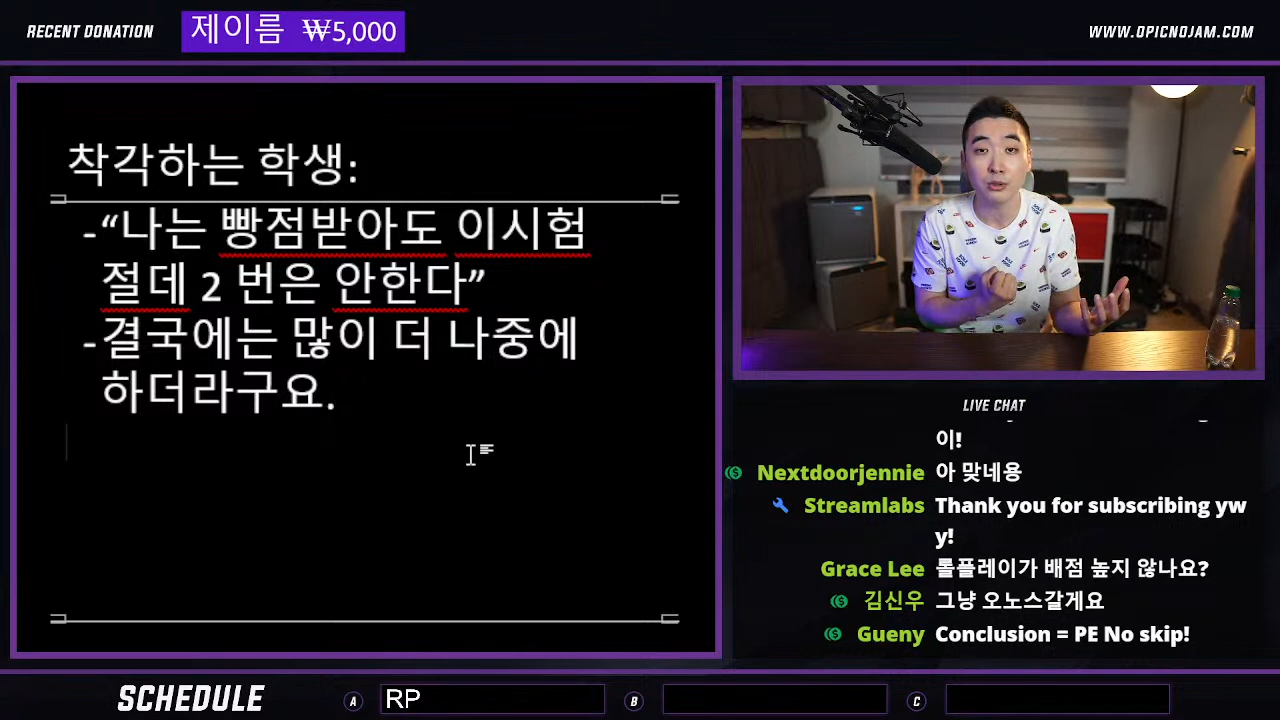 RECENT DONATION
제이름 ₩5,000
WWW.OPICNOJAM.COM
착각하는 학생:
-“나는 빵점받아도 이시험
절데 2 번은 안한다”
-결국에는 많이 더 나중에
하더라구요.
LIVE CHAT
이!
Nextdoorjennie 아 맞네용
Streamlabs Thank you for subscribing yw
y!
Grace Lee 롤플레이가 배점 높지 않나요?
김신우 그냥 오노스갈게요
Gueny Conclusion = PE No skip!
SCHEDULE A RP B C